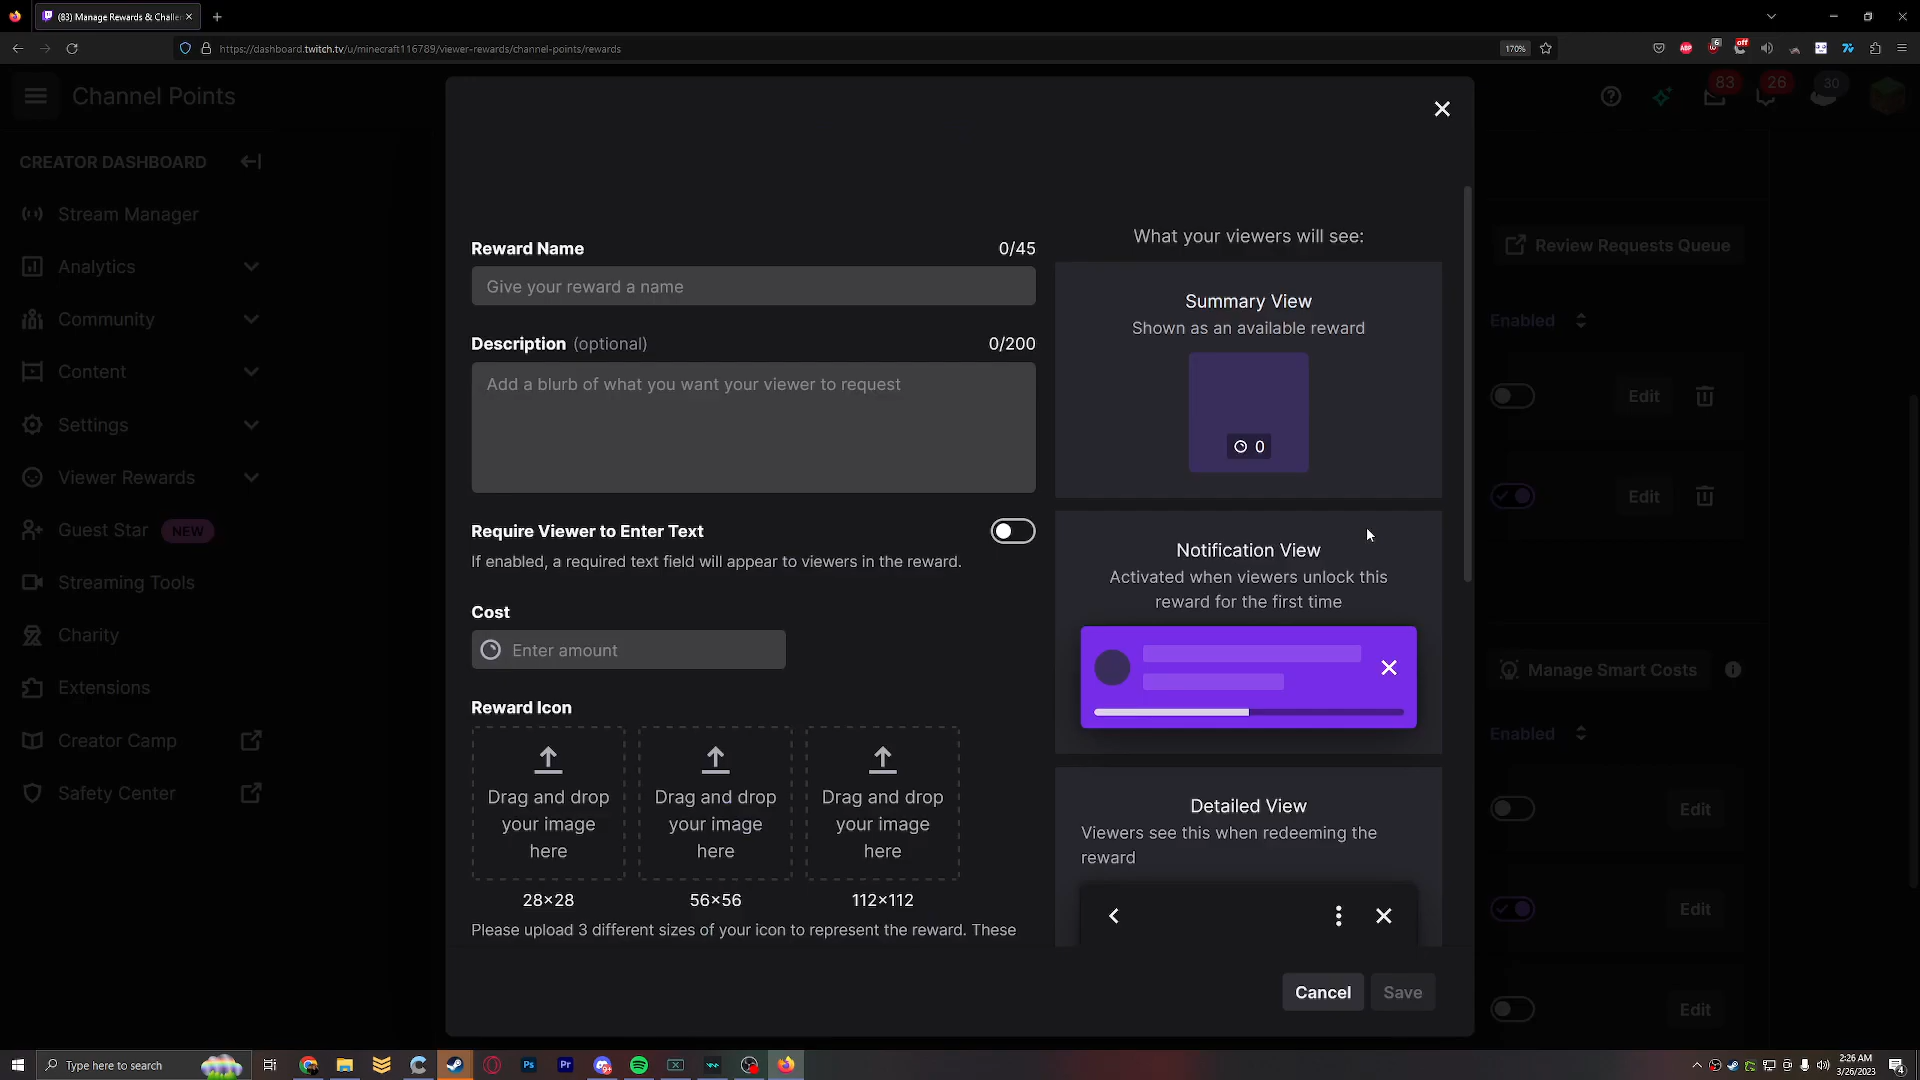 (83) Manage Rewards & Challe
https://dashboard.twitch.tv/u/minecraft116789/viewer-rewards/channel-points/rewards
170%
ABP
6
off
Channel Points
83
26
30
CREATOR DASHBOARD
Stream Manager
Analytics
Community
Content
Settings
Viewer Rewards
Guest Star NEW
Streaming Tools
Charity
Extensions
Creator Camp
Safety Center
Reward Name
0/45
Give your reward a name
Description (optional)
0/200
Add a blurb of what you want your viewer to request
Require Viewer to Enter Text
If enabled, a required text field will appear to viewers in the reward.
Cost
Enter amount
Reward Icon
Drag and drop your image here
Drag and drop your image here
Drag and drop your image here
28×28
56×56
112×112
Please upload 3 different sizes of your icon to represent the reward. These
What your viewers will see:
Summary View
Shown as an available reward
0
Notification View
Activated when viewers unlock this
reward for the first time
Detailed View
Viewers see this when redeeming the
reward
Cancel
Save
Review Requests Queue
Enabled
Edit
Edit
Manage Smart Costs
Enabled
Edit
Edit
Edit
Type here to search
Ps
Pr
9+
2:26 AM
3/26/2023
4